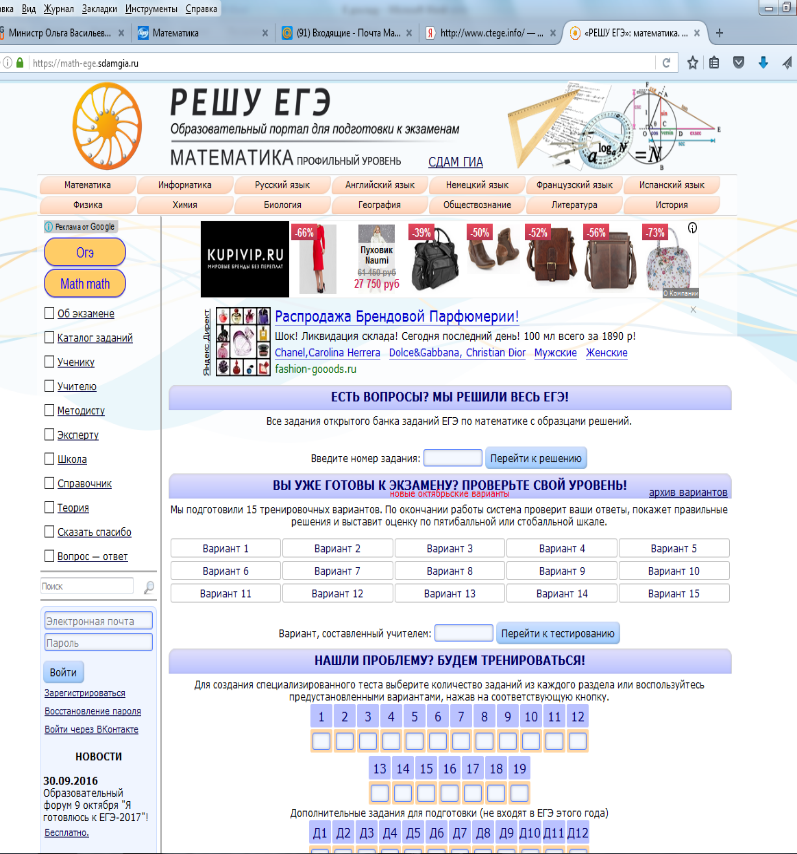 вка Вид Журнал Закладки Инструменты Справка
Министр Ольга Васильев... × Математика × (91) Входящие - Почта Ма... × http://www.ctege.info/ — ... × «РЕШУ ЕГЭ»: математика. ... × +
https://math-ege.sdamgia.ru
РЕШУ ЕГЭ
Образовательный портал для подготовки к экзаменам
МАТЕМАТИКА ПРОФИЛЬНЫЙ УРОВЕНЬ СДАМ ГИА
Математика Информатика Русский язык Английский язык Немецкий язык Французский язык Испанский язык
Физика Химия Биология География Обществознание Литература История
Реклама от Google
Огэ
Math math
KUPIVIP.RU
МИРОВЫЕ БРЕНДЫ БЕЗ ПЕРЕПЛАТ
-66%
Пуховик
Naumi
61 450 руб
27 750 руб
-39% -50% -52% -56% -73%
О Компании
Яндекс.Директ
Распродажа Брендовой Парфюмерии!
Шок! Ликвидация склада! Сегодня последний день! 100 мл всего за 1890 р!
Chanel,Carolina Herrera Dolce&Gabbana, Christian Dior Мужские Женские
fashion-gooods.ru
Об экзамене
Каталог заданий
Ученику
Учителю
Методисту
Эксперту
Школа
Справочник
Теория
Сказать спасибо
Вопрос — ответ
Поиск
Электронная почта
Пароль
Войти
Зарегистрироваться
Восстановление пароля
Войти через ВКонтакте
НОВОСТИ
30.09.2016
Образовательный
форум 9 октября "Я
готовлюсь к ЕГЭ-2017"!
Бесплатно.
ЕСТЬ ВОПРОСЫ? МЫ РЕШИЛИ ВЕСЬ ЕГЭ!
Все задания открытого банка заданий ЕГЭ по математике с образцами решений.
Введите номер задания: Перейти к решению
ВЫ УЖЕ ГОТОВЫ К ЭКЗАМЕНУ? ПРОВЕРЬТЕ СВОЙ УРОВЕНЬ!
новые октябрьские варианты архив вариантов
Мы подготовили 15 тренировочных вариантов. По окончании работы система проверит ваши ответы, покажет правильные
решения и выставит оценку по пятибалльной или стобалльной шкале.
Вариант 1 Вариант 2 Вариант 3 Вариант 4 Вариант 5
Вариант 6 Вариант 7 Вариант 8 Вариант 9 Вариант 10
Вариант 11 Вариант 12 Вариант 13 Вариант 14 Вариант 15
Вариант, составленный учителем: Перейти к тестированию
НАШЛИ ПРОБЛЕМУ? БУДЕМ ТРЕНИРОВАТЬСЯ!
Для создания специализированного теста выберите количество заданий из каждого раздела или воспользуйтесь
предустановленными вариантами, нажав на соответствующую кнопку.
1 2 3 4 5 6 7 8 9 10 11 12
13 14 15 16 17 18 19
Дополнительные задания для подготовки (не входят в ЕГЭ этого года)
Д1 Д2 Д3 Д4 Д5 Д6 Д7 Д8 Д9 Д10 Д11 Д12